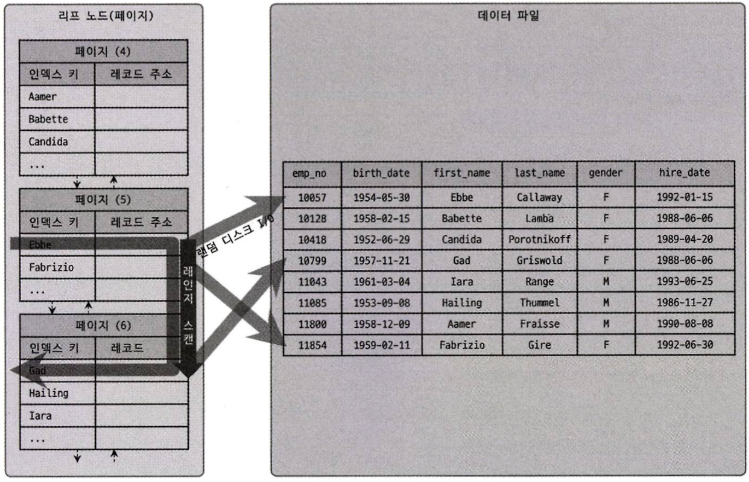 리프 노드(페이지)
페이지 (4)
인덱스 키 레코드 주소
Aamer
Babette
Candida
...
페이지 (5)
인덱스 키 레코드 주소
Ebbe
Fabrizio
...
페이지 (6)
인덱스 키 레코드
Gad
Hailing
Iara
...
레인지 스캔
랜덤 디스크 I/O
데이터 파일
emp_no birth_date first_name last_name gender hire_date
10057 1954-05-30 Ebbe Callaway F 1992-01-15
10128 1958-02-15 Babette Lamba F 1988-06-06
10418 1952-06-29 Candida Porotnikoff F 1989-04-20
10799 1957-11-21 Gad Griswold F 1988-06-06
11043 1961-03-04 Iara Range M 1993-06-25
11085 1953-09-08 Hailing Thummel M 1986-11-27
11800 1958-12-09 Aamer Fraisse M 1990-08-08
11854 1959-02-11 Fabrizio Gire F 1992-06-30